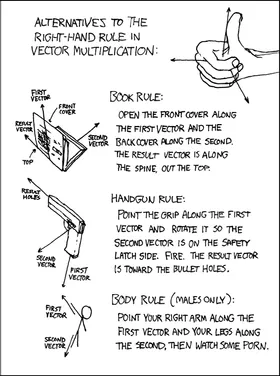 ALTERNATIVES TO THE
RIGHT-HAND RULE IN
VECTOR MULTIPLICATION:
FIRST
VECTOR
FRONT
COVER
RESULT
VECTOR
SECOND
VECTOR
TOP
BOOK RULE:
OPEN THE FRONT COVER ALONG
THE FIRST VECTOR AND THE
BACK COVER ALONG THE SECOND.
THE RESULT VECTOR IS ALONG
THE SPINE, OUT THE TOP.
RESULT
HOLES
SECOND
VECTOR
FIRST
VECTOR
HANDGUN RULE:
POINT THE GRIP ALONG THE FIRST
VECTOR AND ROTATE IT SO THE
SECOND VECTOR IS ON THE SAFETY
LATCH SIDE. FIRE. THE RESULT VECTOR
IS TOWARD THE BULLET HOLES.
FIRST
VECTOR
SECOND
VECTOR
BODY RULE (MALES ONLY):
POINT YOUR RIGHT ARM ALONG THE
FIRST VECTOR AND YOUR LEGS ALONG
THE SECOND, THEN WATCH SOME PORN.